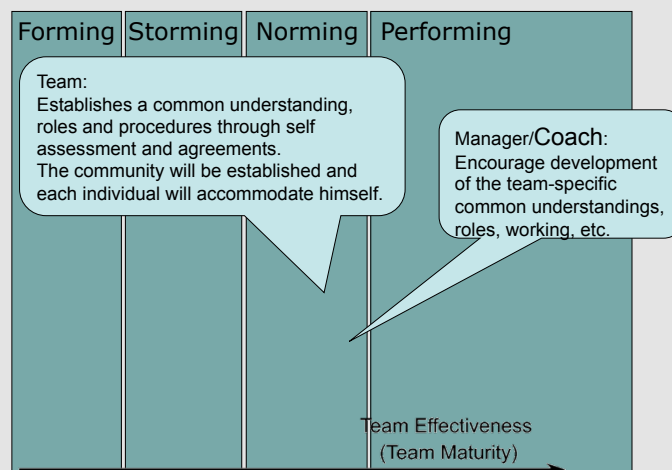 Forming Storming Norming Performing
Team:
Establishes a common understanding,
roles and procedures through self
assessment and agreements.
The community will be established and
each individual will accommodate himself.
Manager/Coach:
Encourage development
of the team-specific
common understandings,
roles, working, etc.
Team Effectiveness
(Team Maturity)